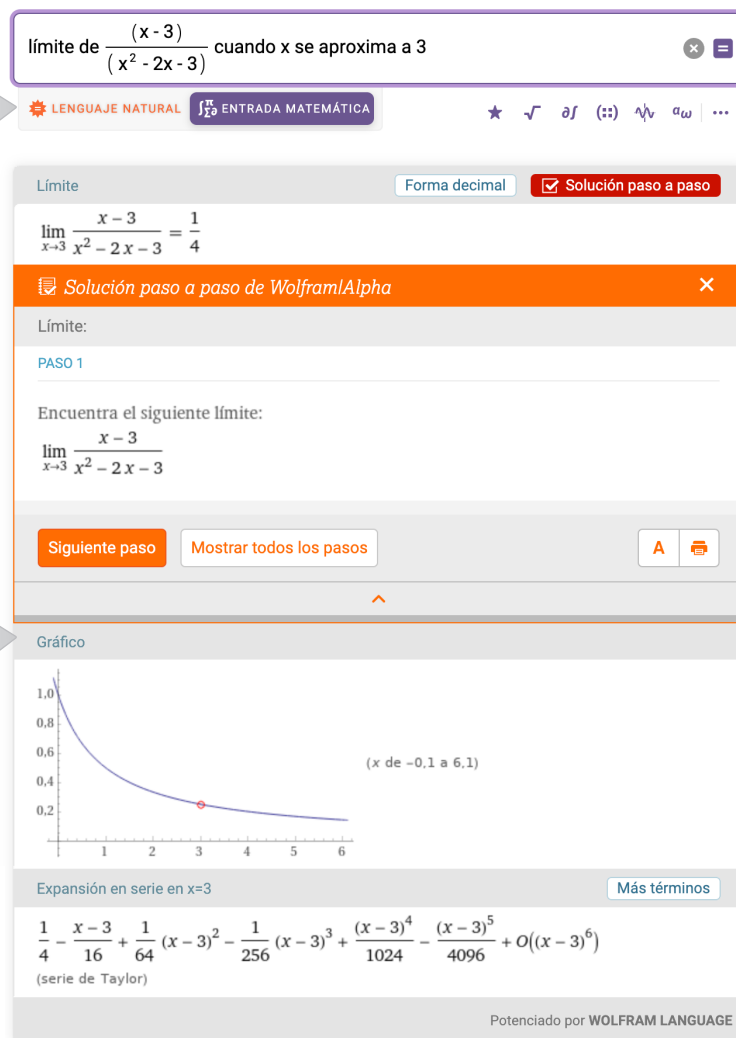 límite de (x - 3) / (x² - 2x - 3) cuando x se aproxima a 3
LENGUAJE NATURAL
∫π Σ∂ ENTRADA MATEMÁTICA
★ √ ∂∫ (::) αω ...
Límite
Forma decimal
Solución paso a paso
lim x→3 (x − 3) / (x² − 2 x − 3) = 1/4
Solución paso a paso de Wolfram|Alpha
Límite:
PASO 1
Encuentra el siguiente límite:
lim x→3 (x − 3) / (x² − 2 x − 3)
Siguiente paso
Mostrar todos los pasos
A
Gráfico
1,0
0,8
0,6
0,4
0,2
1 2 3 4 5 6
(x de −0,1 a 6,1)
Expansión en serie en x=3
Más términos
1/4 − (x − 3)/16 + 1/64 (x − 3)² − 1/256 (x − 3)³ + (x − 3)⁴/1024 − (x − 3)⁵/4096 + O((x − 3)⁶)
(serie de Taylor)
Potenciado por WOLFRAM LANGUAGE